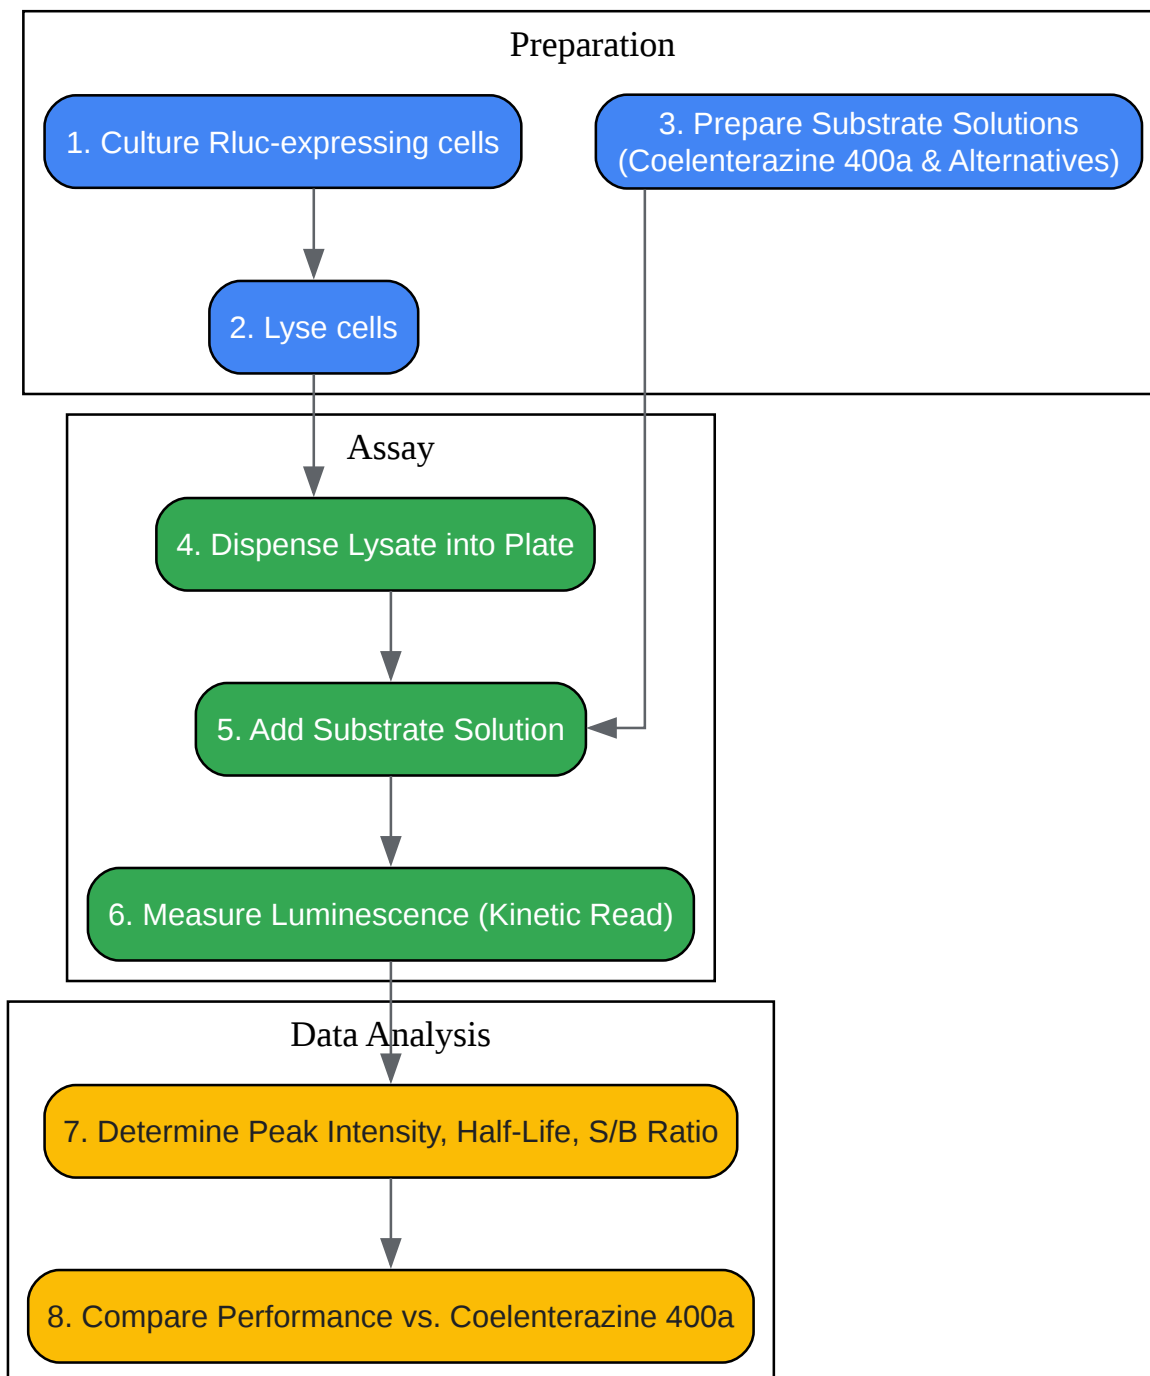 Preparation
1. Culture Rluc-expressing cells
3. Prepare Substrate Solutions
(Coelenterazine 400a & Alternatives)
2. Lyse cells
Assay
4. Dispense Lysate into Plate
5. Add Substrate Solution
6. Measure Luminescence (Kinetic Read)
Data Analysis
7. Determine Peak Intensity, Half-Life, S/B Ratio
8. Compare Performance vs. Coelenterazine 400a